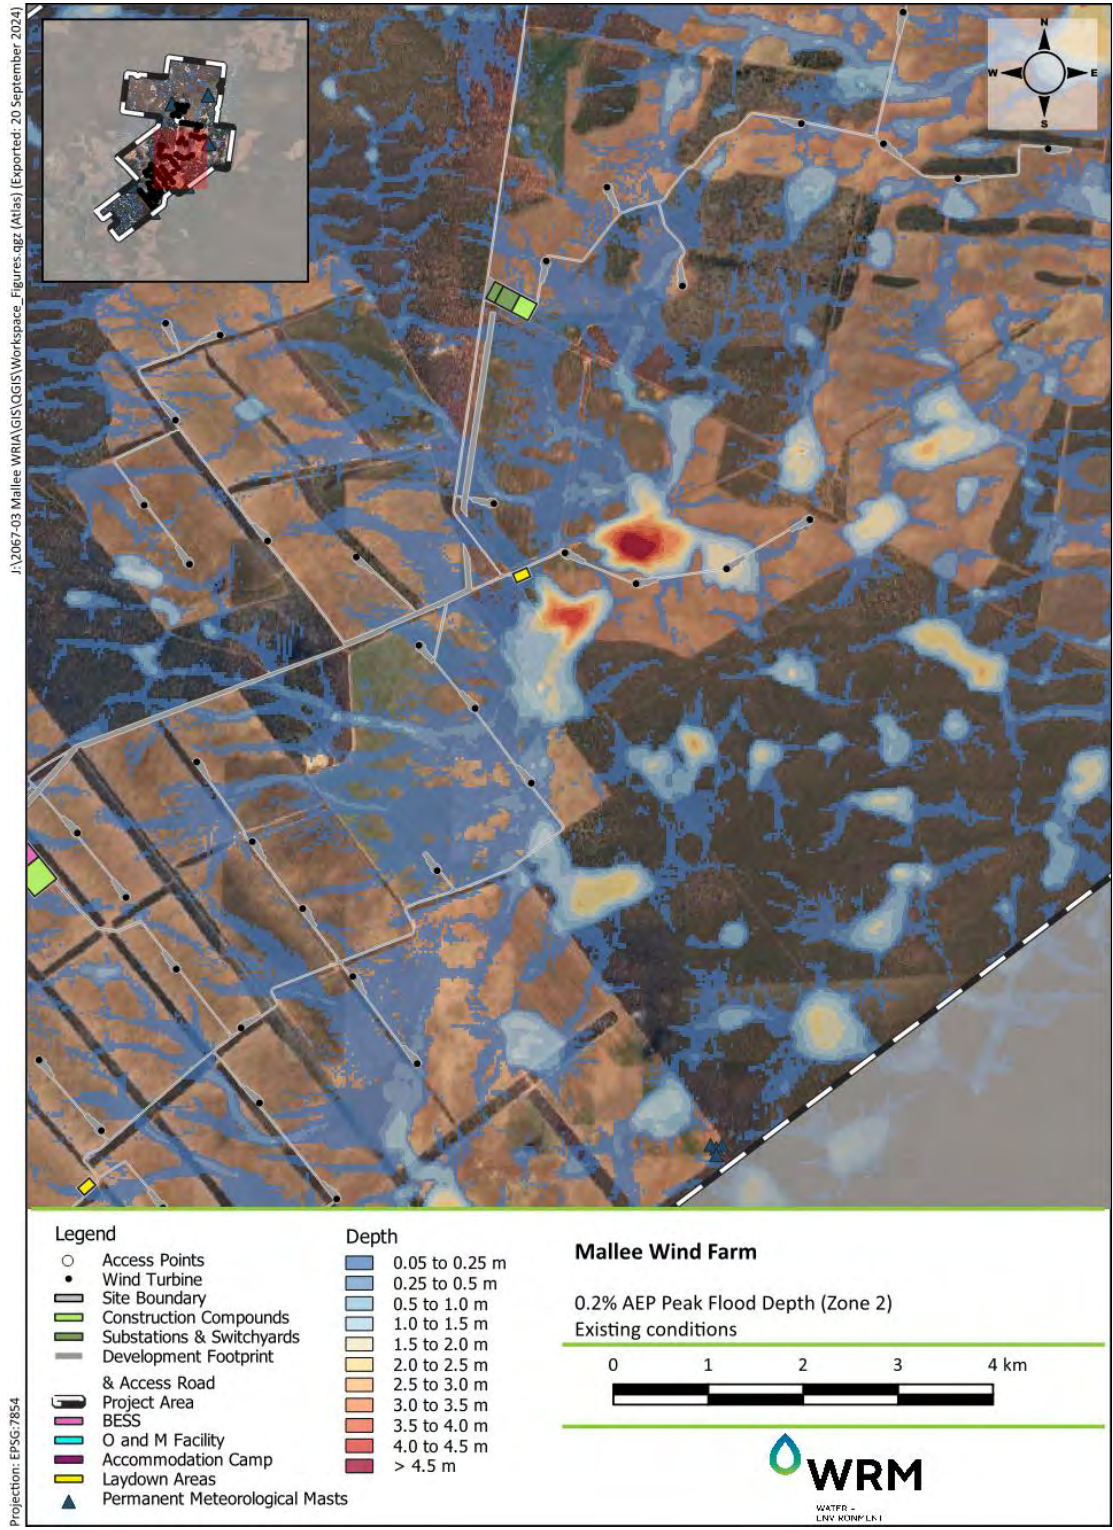 J:\2067-03 Mallee WRIA\GIS\QGIS\Workspace_Figures.qgz (Atlas) (Exported: 20 September 2024)
N
W
E
S
Legend
Access Points
Wind Turbine
Site Boundary
Construction Compounds
Substations & Switchyards
Development Footprint
& Access Road
Project Area
BESS
O and M Facility
Accommodation Camp
Laydown Areas
Permanent Meteorological Masts
Depth
0.05 to 0.25 m
0.25 to 0.5 m
0.5 to 1.0 m
1.0 to 1.5 m
1.5 to 2.0 m
2.0 to 2.5 m
2.5 to 3.0 m
3.0 to 3.5 m
3.5 to 4.0 m
4.0 to 4.5 m
> 4.5 m
Mallee Wind Farm
0.2% AEP Peak Flood Depth (Zone 2)
Existing conditions
0 1 2 3 4 km
WRM
WATER +
ENVIRONMENT
Projection: EPSG:7854